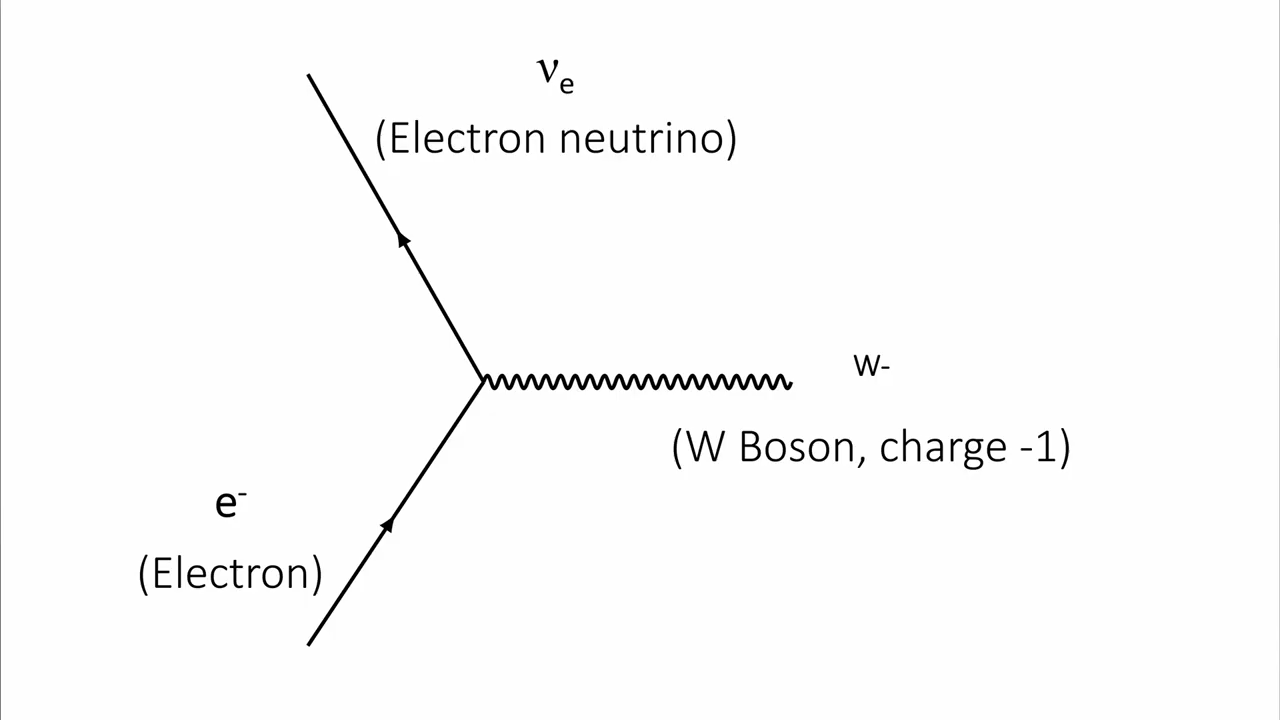 νe
(Electron neutrino)
W-
(W Boson, charge -1)
e-
(Electron)